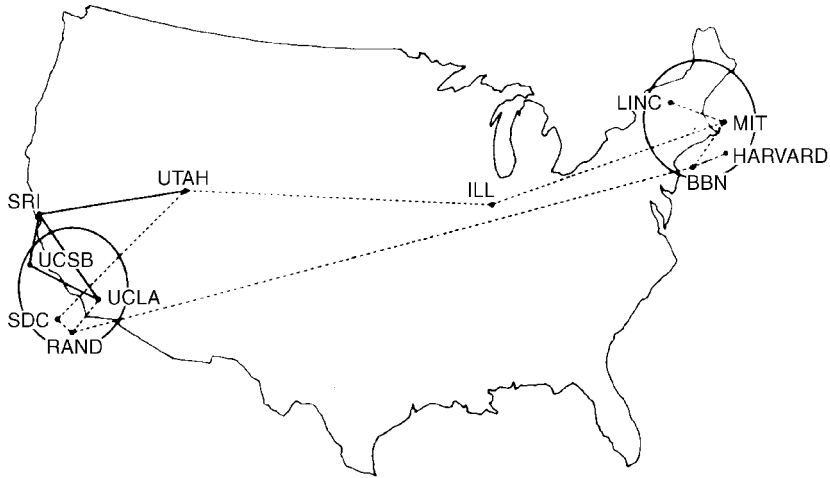 LINC
MIT
HARVARD
BBN
UTAH
ILL
SRI
UCSB
UCLA
SDC
RAND